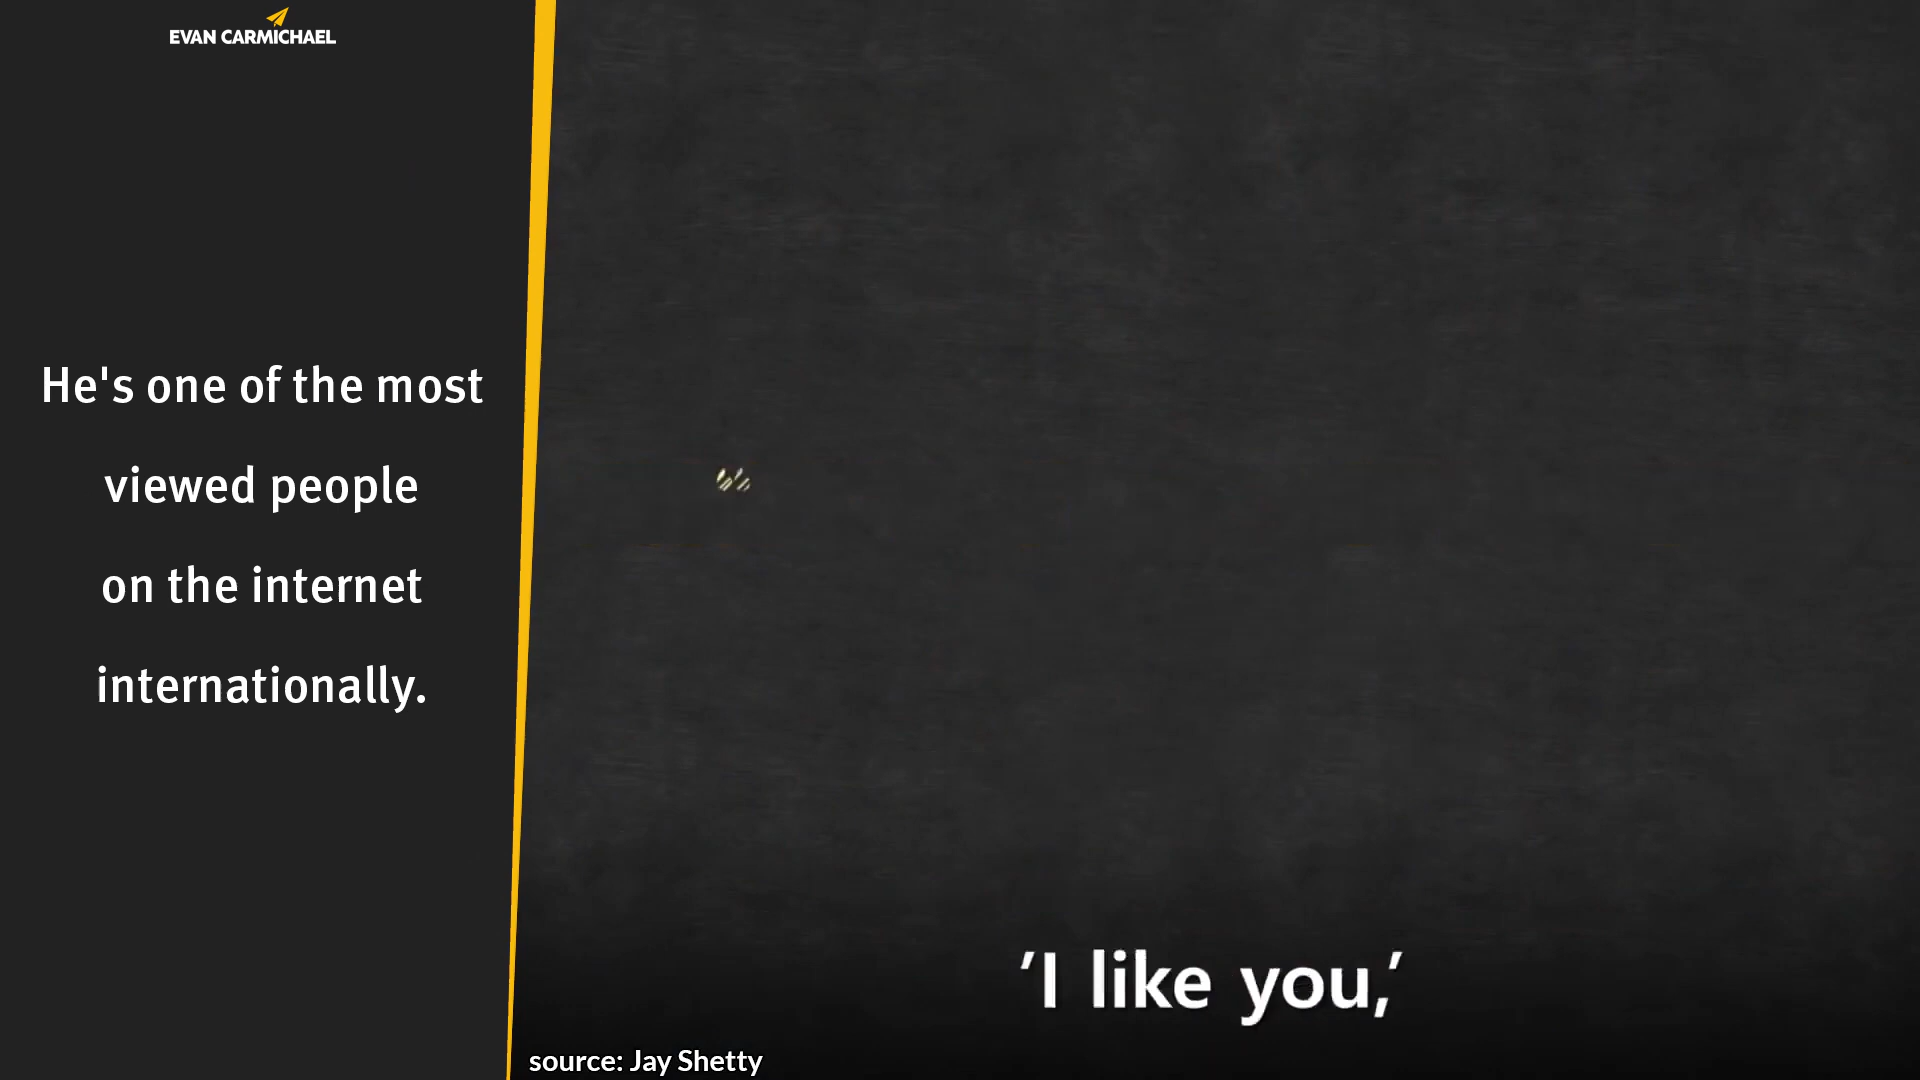 EVAN CARMICHAEL
He's one of the most
viewed people
on the internet
internationally.
'I like you,'
source: Jay Shetty